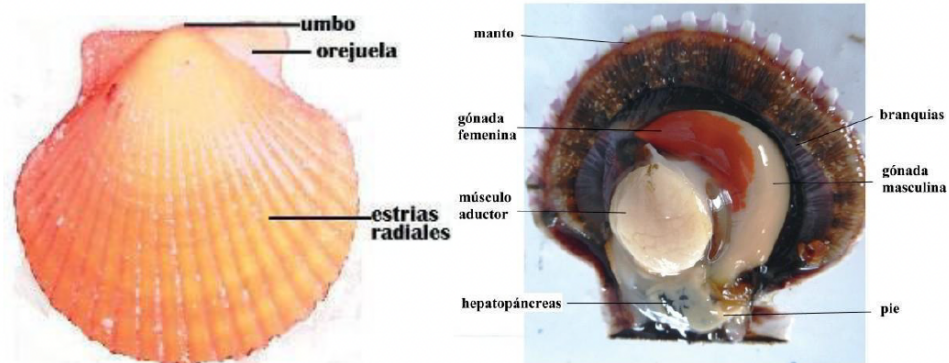 umbo
orejuela
estrias
radiales
manto
gónada
femenina
músculo
aductor
hepatopáncreas
branquias
gónada
masculina
pie